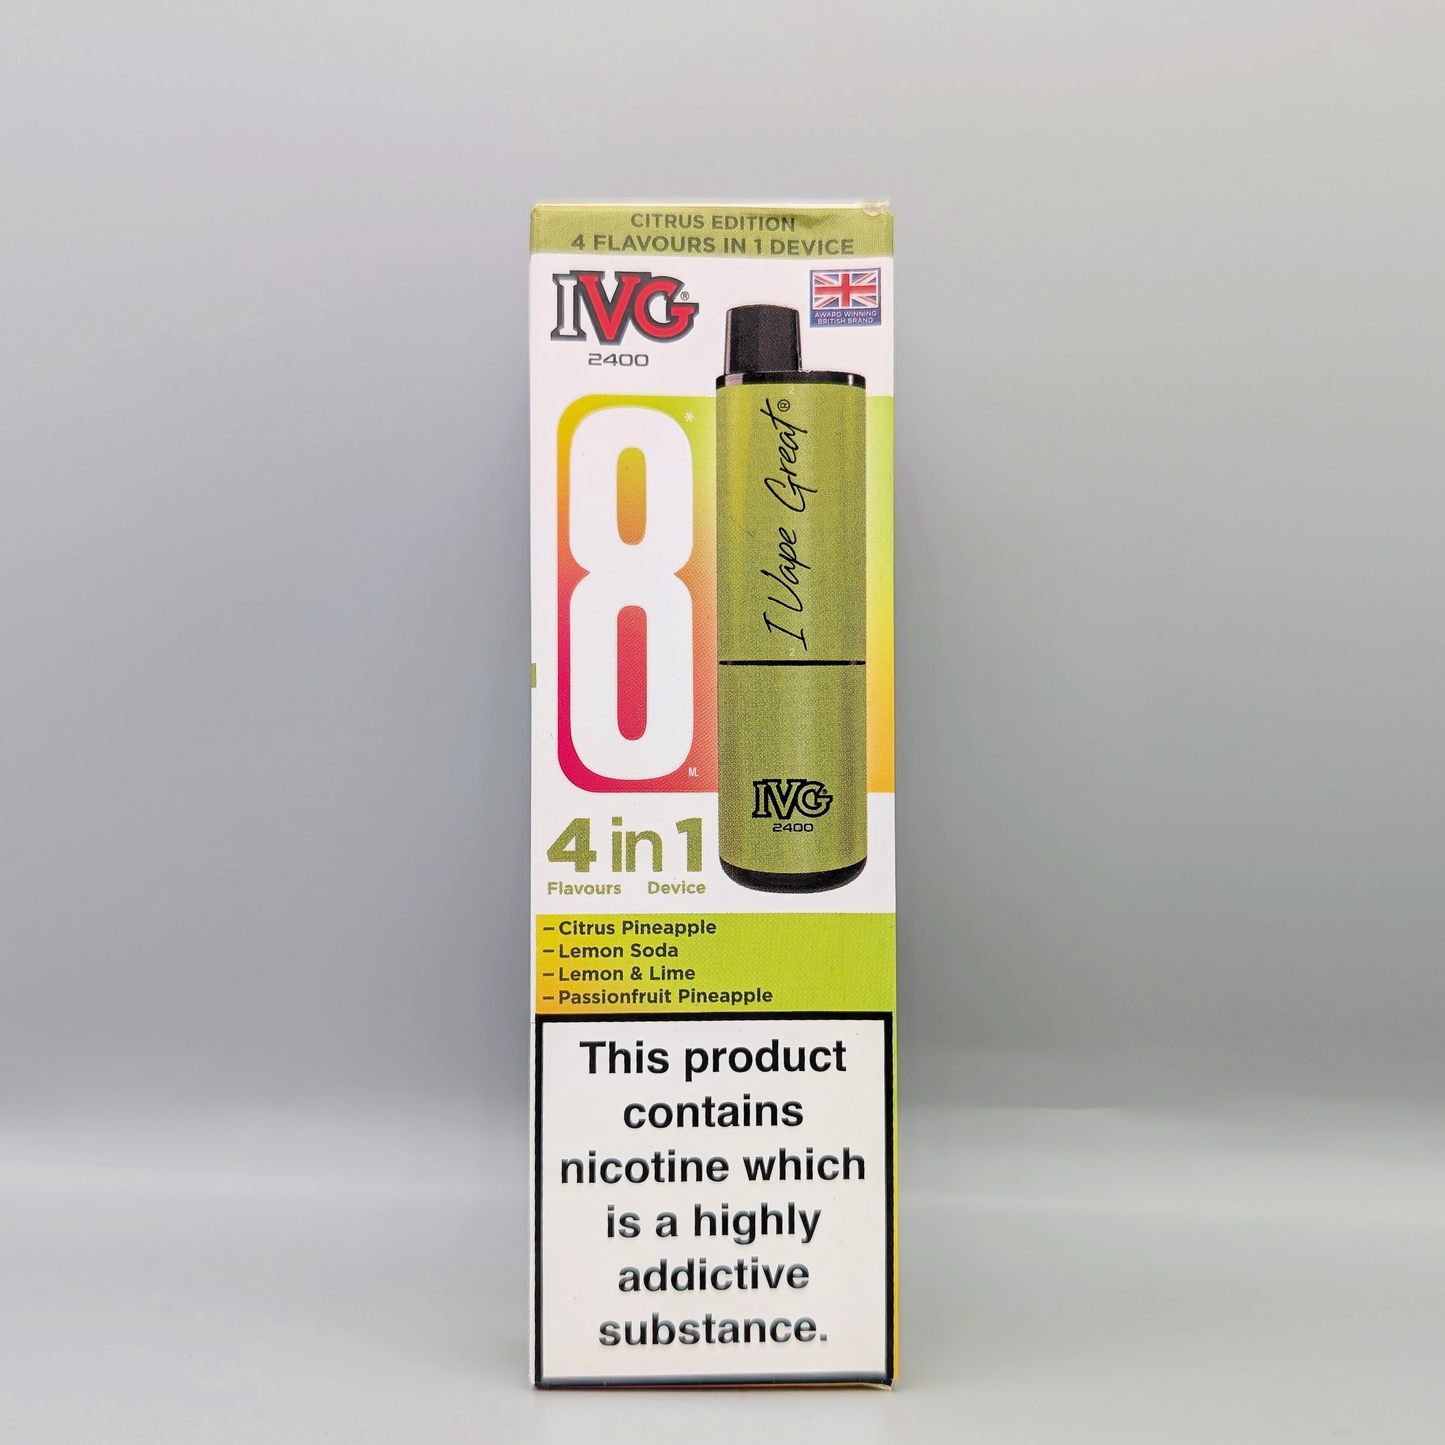 CITRUS EDITION
4 FLAVOURS IN 1 DEVICE
IVG®
2400
AWARD WINNING
BRITISH BRAND
8*
M.
I Vape Great®
2
IVG®
2400
4 in 1
Flavours Device
– Citrus Pineapple
– Lemon Soda
– Lemon & Lime
– Passionfruit Pineapple
This product
contains
nicotine which
is a highly
addictive
substance.